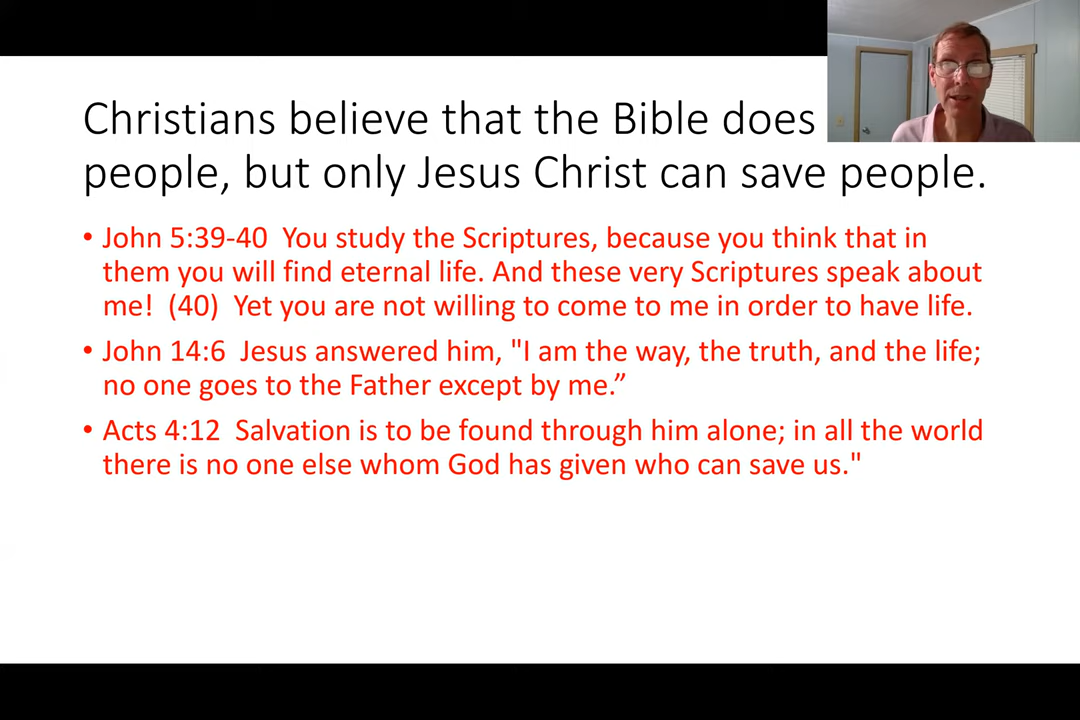 Christians believe that the Bible does
people, but only Jesus Christ can save people.
• John 5:39-40  You study the Scriptures, because you think that in
them you will find eternal life. And these very Scriptures speak about
me!  (40)  Yet you are not willing to come to me in order to have life.
• John 14:6  Jesus answered him, "I am the way, the truth, and the life;
no one goes to the Father except by me.”
• Acts 4:12  Salvation is to be found through him alone; in all the world
there is no one else whom God has given who can save us."